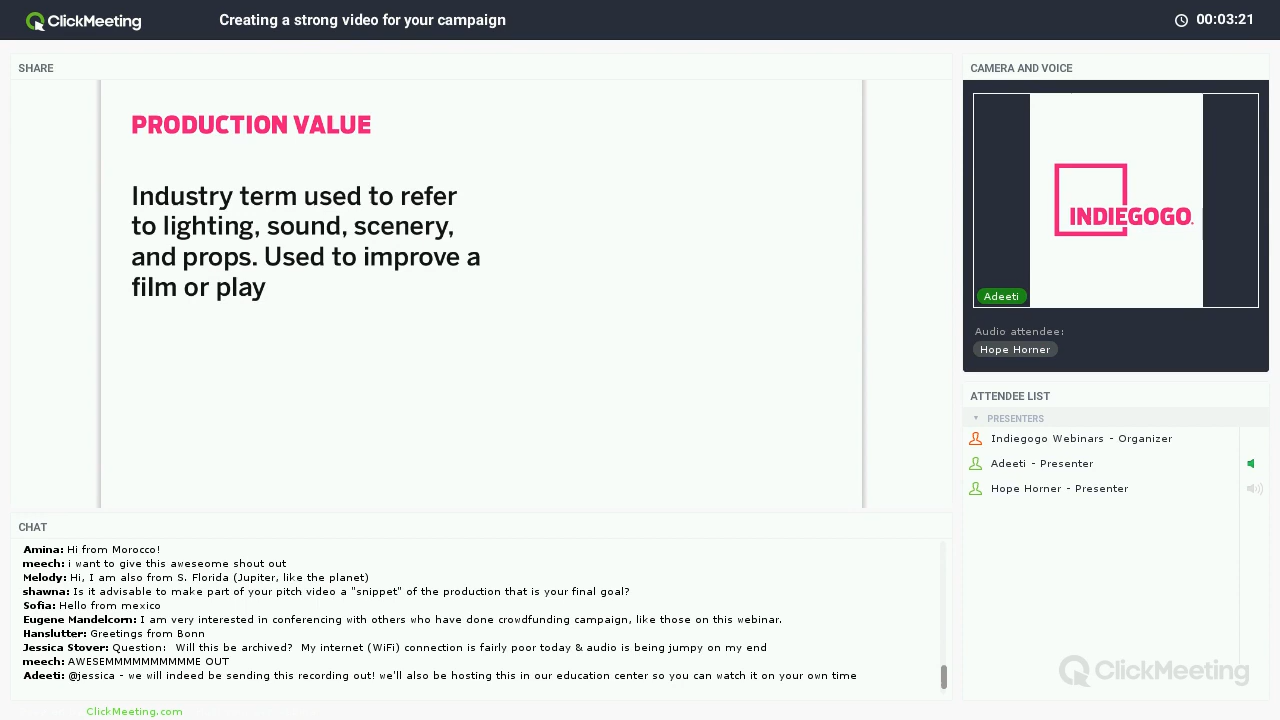 ClickMeeting
Creating a strong video for your campaign
00:03:21
SHARE
PRODUCTION VALUE
Industry term used to refer
to lighting, sound, scenery,
and props. Used to improve a
film or play
CAMERA AND VOICE
INDIEGOGO.
Adeeti
Audio attendee:
Hope Horner
ATTENDEE LIST
PRESENTERS
Indiegogo Webinars - Organizer
Adeeti - Presenter
Hope Horner - Presenter
CHAT
Amina: Hi from Morocco!
meech: i want to give this aweseome shout out
Melody: Hi, I am also from S. Florida (Jupiter, like the planet)
shawna: Is it advisable to make part of your pitch video a "snippet" of the production that is your final goal?
Sofia: Hello from mexico
Eugene Mandelcorn: I am very interested in conferencing with others who have done crowdfunding campaign, like those on this webinar.
Hanslutter: Greetings from Bonn
Jessica Stover: Question:  Will this be archived?  My internet (WiFi) connection is fairly poor today & audio is being jumpy on my end
meech: AWESEMMMMMMMMMME OUT
Adeeti: @jessica - we will indeed be sending this recording out! we'll also be hosting this in our education center so you can watch it on your own time
ClickMeeting
ClickMeeting.com